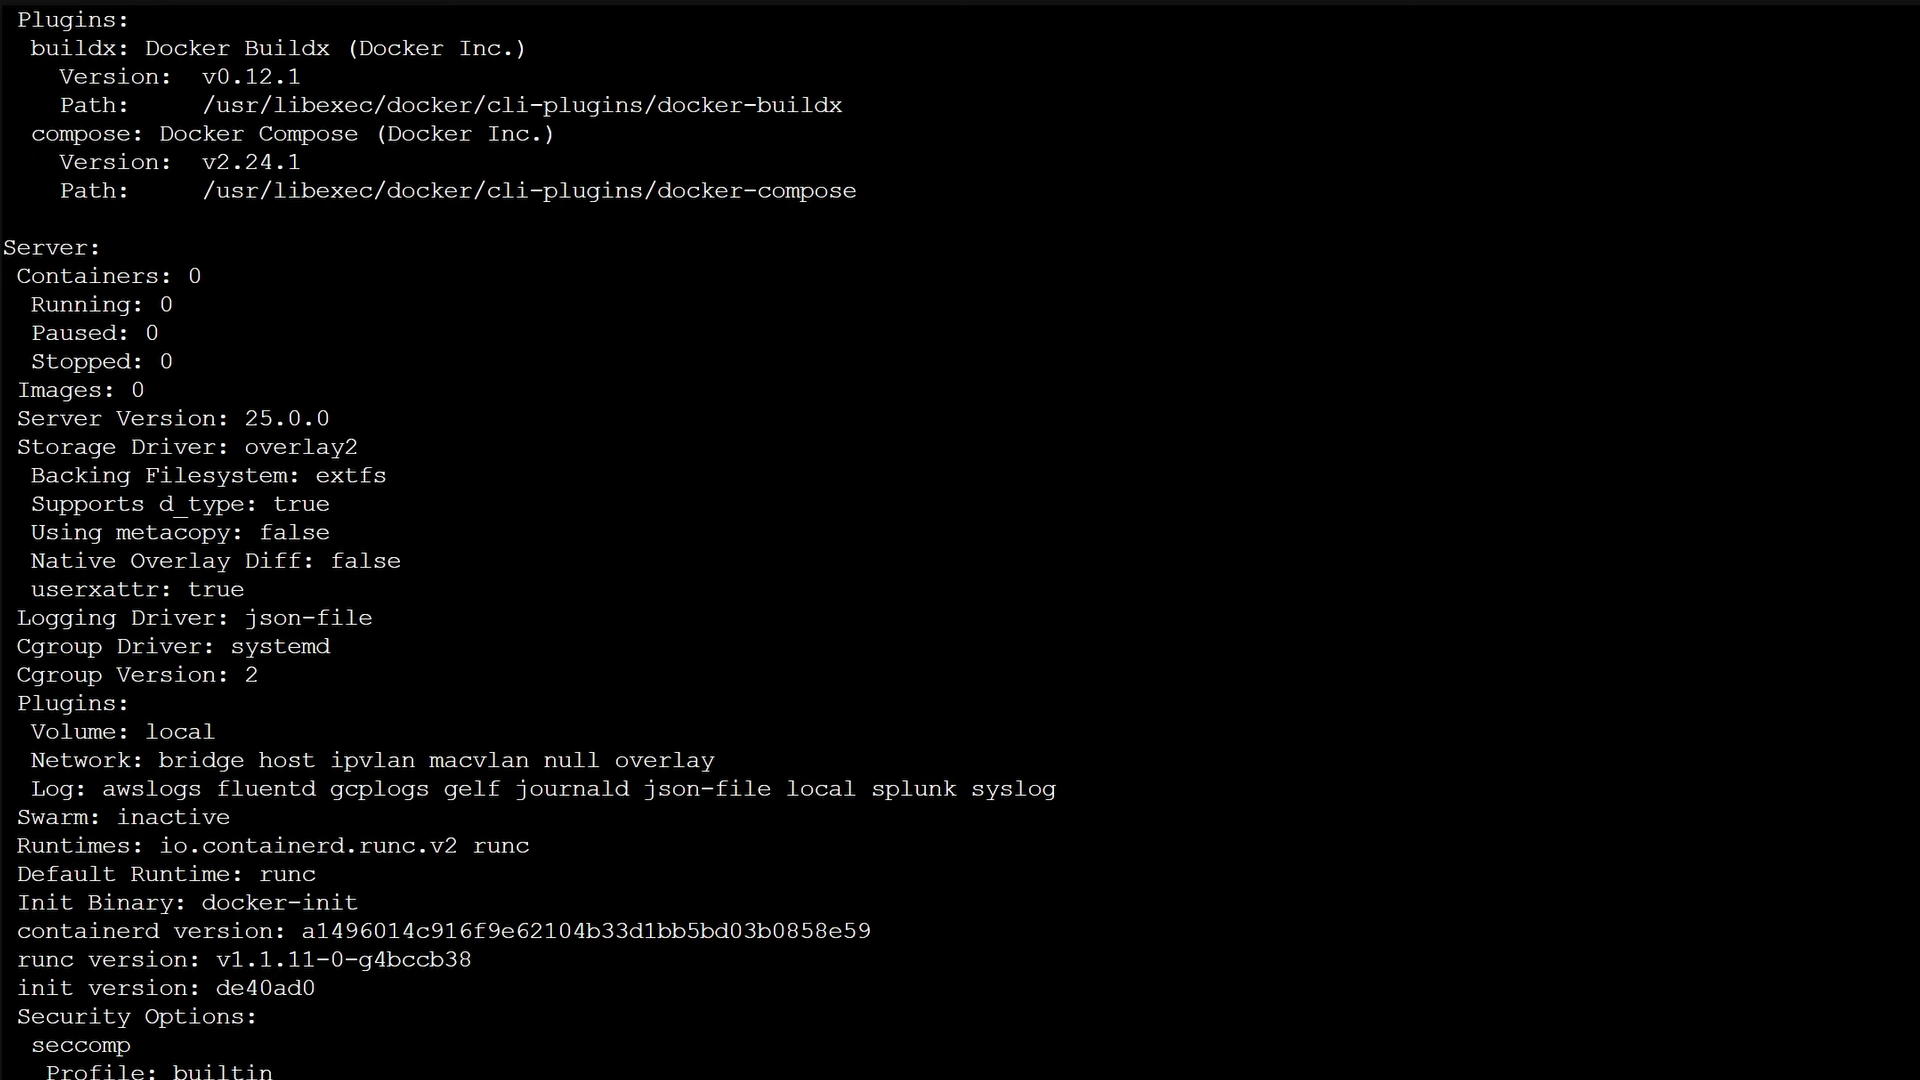 Plugins:
buildx: Docker Buildx (Docker Inc.)
Version:  v0.12.1
Path:     /usr/libexec/docker/cli-plugins/docker-buildx
compose: Docker Compose (Docker Inc.)
Version:  v2.24.1
Path:     /usr/libexec/docker/cli-plugins/docker-compose
Server:
Containers: 0
Running: 0
Paused: 0
Stopped: 0
Images: 0
Server Version: 25.0.0
Storage Driver: overlay2
Backing Filesystem: extfs
Supports d_type: true
Using metacopy: false
Native Overlay Diff: false
userxattr: true
Logging Driver: json-file
Cgroup Driver: systemd
Cgroup Version: 2
Plugins:
Volume: local
Network: bridge host ipvlan macvlan null overlay
Log: awslogs fluentd gcplogs gelf journald json-file local splunk syslog
Swarm: inactive
Runtimes: io.containerd.runc.v2 runc
Default Runtime: runc
Init Binary: docker-init
containerd version: a1496014c916f9e62104b33d1bb5bd03b0858e59
runc version: v1.1.11-0-g4bccb38
init version: de40ad0
Security Options:
seccomp
Profile: builtin